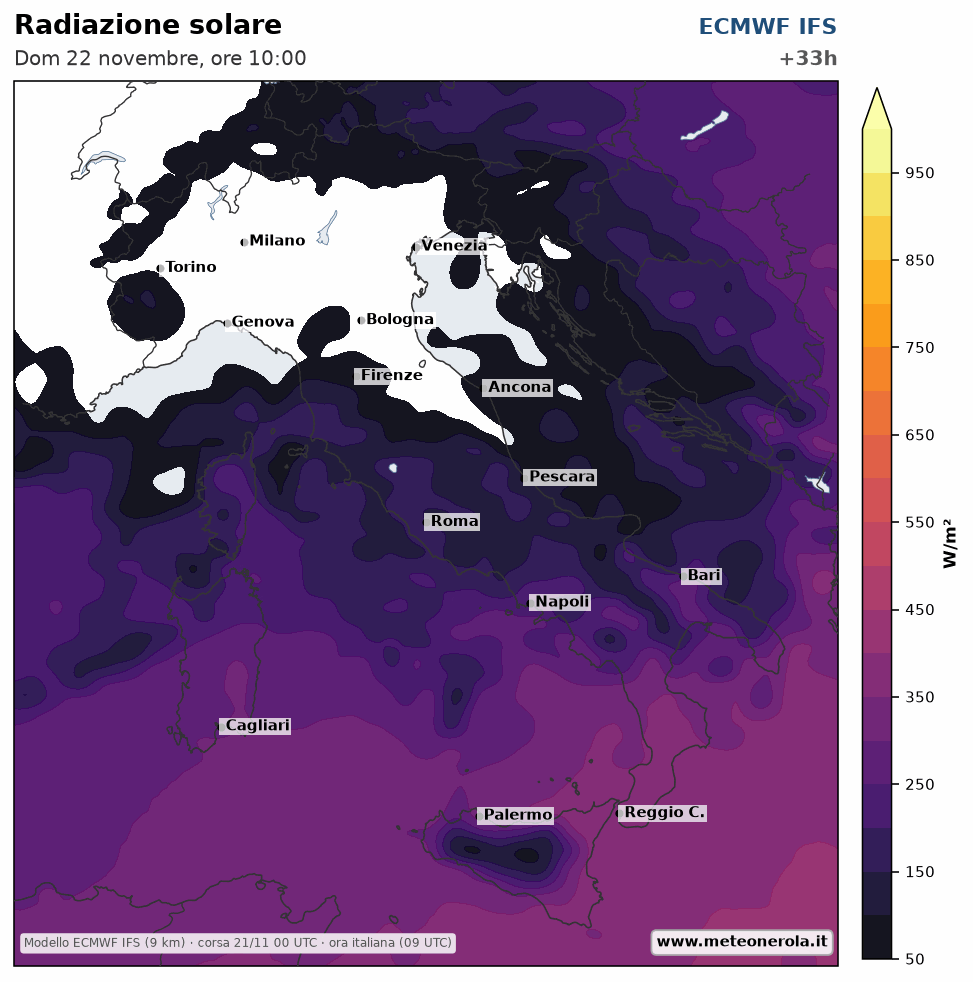 Radiazione solare
ECMWF IFS
Dom 22 novembre, ore 10:00
+33h
Milano
Venezia
Torino
Genova
Bologna
Firenze
Ancona
Pescara
Roma
Bari
Napoli
Cagliari
Palermo
Reggio C.
950
850
750
650
550
450
350
250
150
50
W/m²
Modello ECMWF IFS (9 km) · corsa 21/11 00 UTC · ora italiana (09 UTC)
www.meteonerola.it